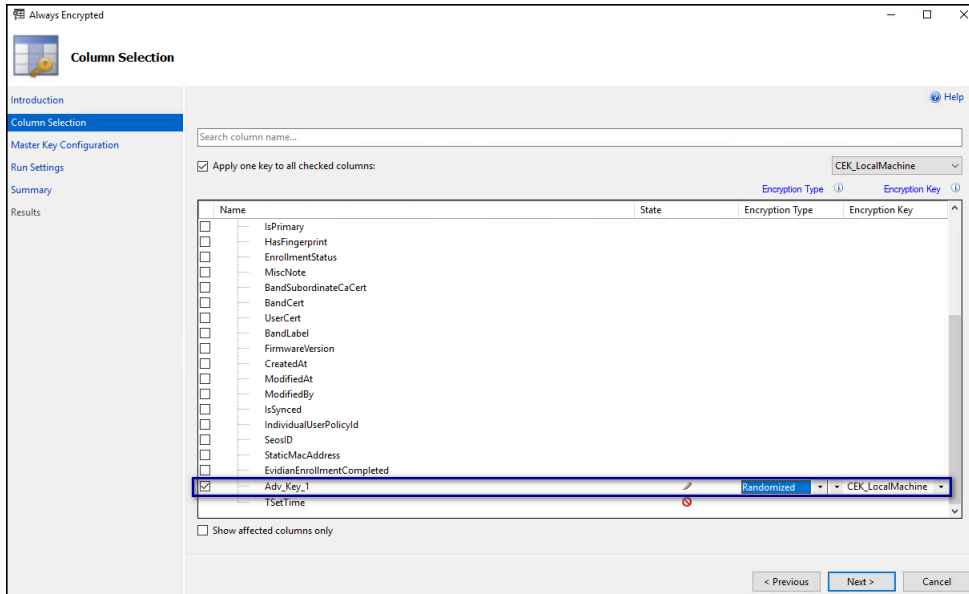 Always Encrypted
Column Selection
Introduction
Help
Column Selection
Search column name...
Master Key Configuration
Run Settings
Apply one key to all checked columns:
CEK_LocalMachine
Summary
Encryption Type
Encryption Key
Results
Name State Encryption Type Encryption Key
IsPrimary
HasFingerprint
EnrollmentStatus
MiscNote
BandSubordinateCaCert
BandCert
UserCert
BandLabel
FirmwareVersion
CreatedAt
ModifiedAt
ModifiedBy
IsSynced
IndividualUserPolicyId
SeosID
StaticMacAddress
EvidianEnrollmentCompleted
Adv_Key_1 Randomized CEK_LocalMachine
TSetTime
Show affected columns only
< Previous Next > Cancel